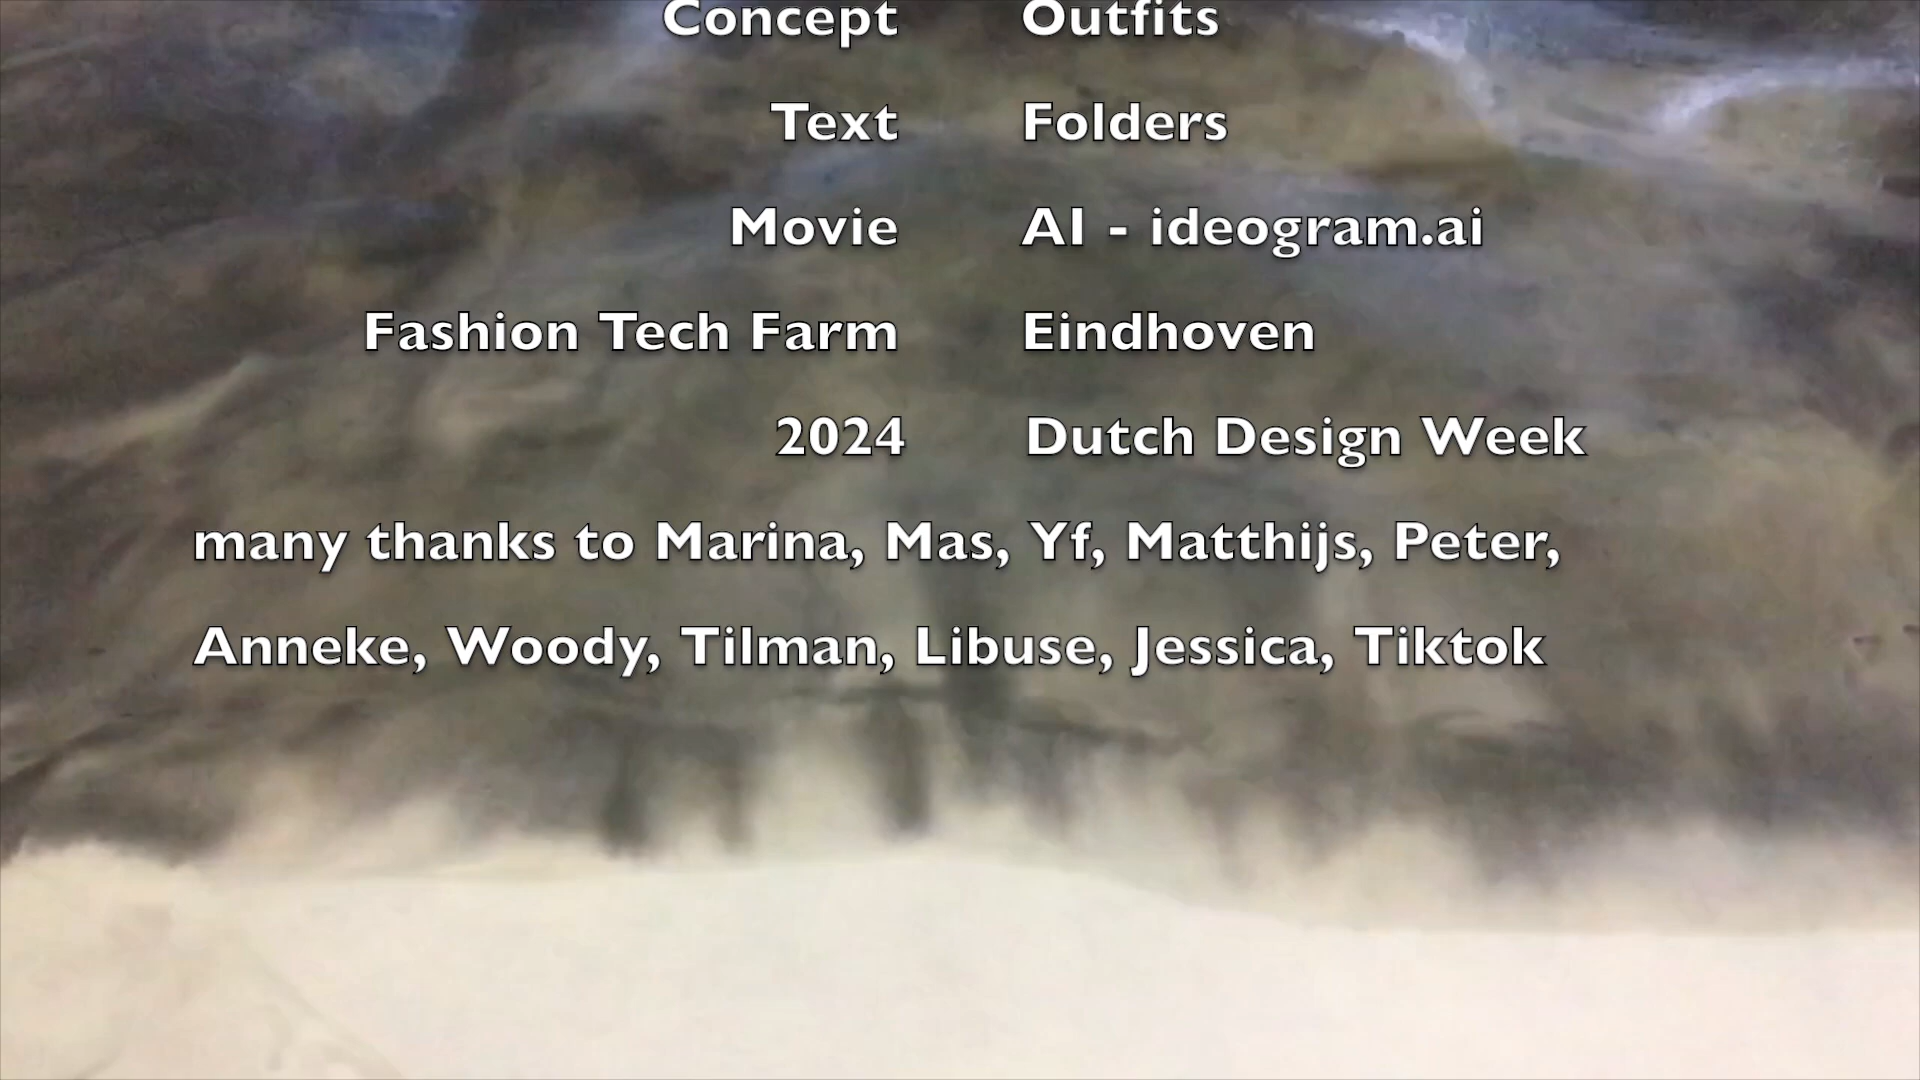 Concept Outfits
Text Folders
Movie AI - ideogram.ai
Fashion Tech Farm Eindhoven
2024 Dutch Design Week
many thanks to Marina, Mas, Yf, Matthijs, Peter,
Anneke, Woody, Tilman, Libuse, Jessica, Tiktok